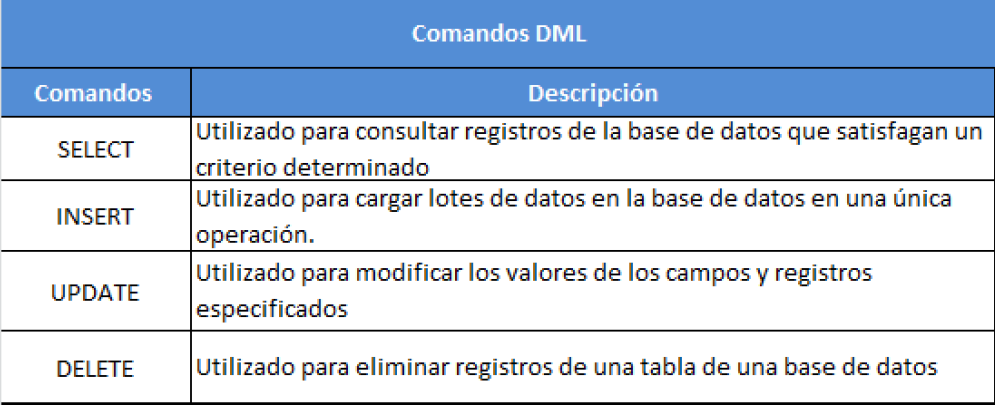 Comandos DML
Comandos Descripción
SELECT Utilizado para consultar registros de la base de datos que satisfagan un
criterio determinado
INSERT Utilizado para cargar lotes de datos en la base de datos en una única
operación.
UPDATE Utilizado para modificar los valores de los campos y registros
especificados
DELETE Utilizado para eliminar registros de una tabla de una base de datos